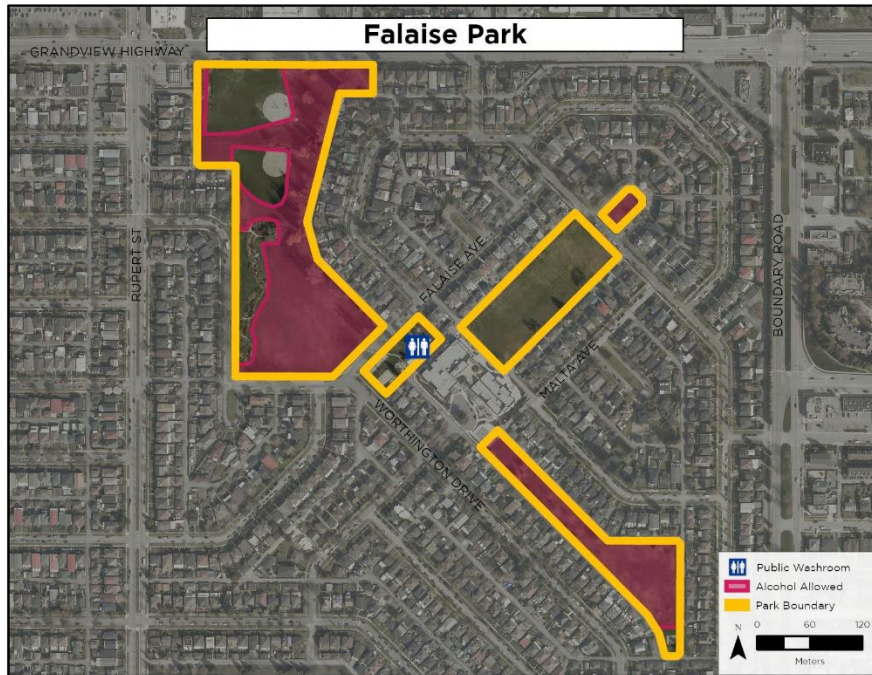 Falaise Park
GRANDVIEW HIGHWAY
RUPERT ST
FALAISE AVE
BOUNDARY ROAD
MALTA AVE
WORTHINGTON DRIVE
Public Washroom
Alcohol Allowed
Park Boundary
N
0 60 120
Meters